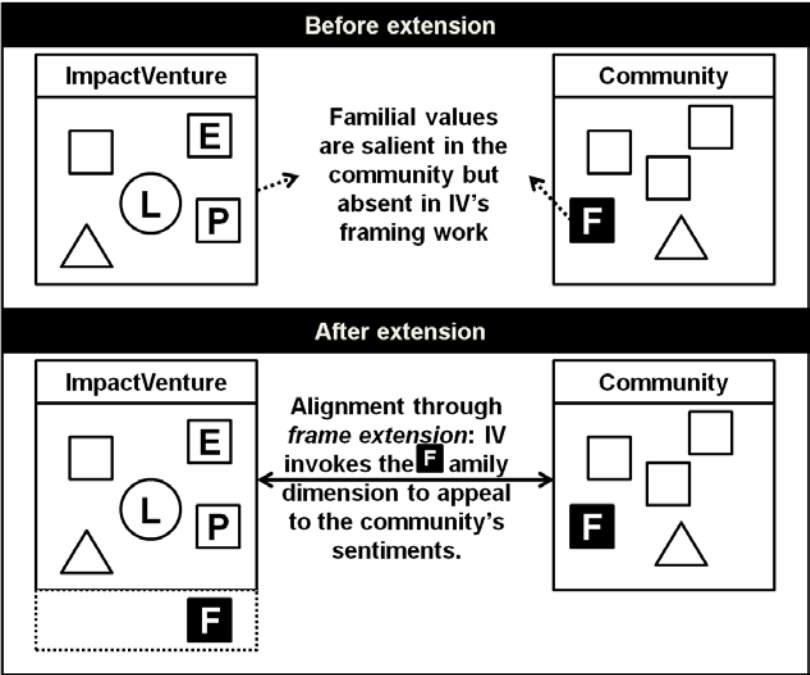 Before extension
ImpactVenture
E
L
P
Familial values
are salient in the
community but
absent in IV's
framing work
Community
F
After extension
ImpactVenture
E
L
P
F
Alignment through
frame extension: IV
invokes the F amily
dimension to appeal
to the community's
sentiments.
Community
F